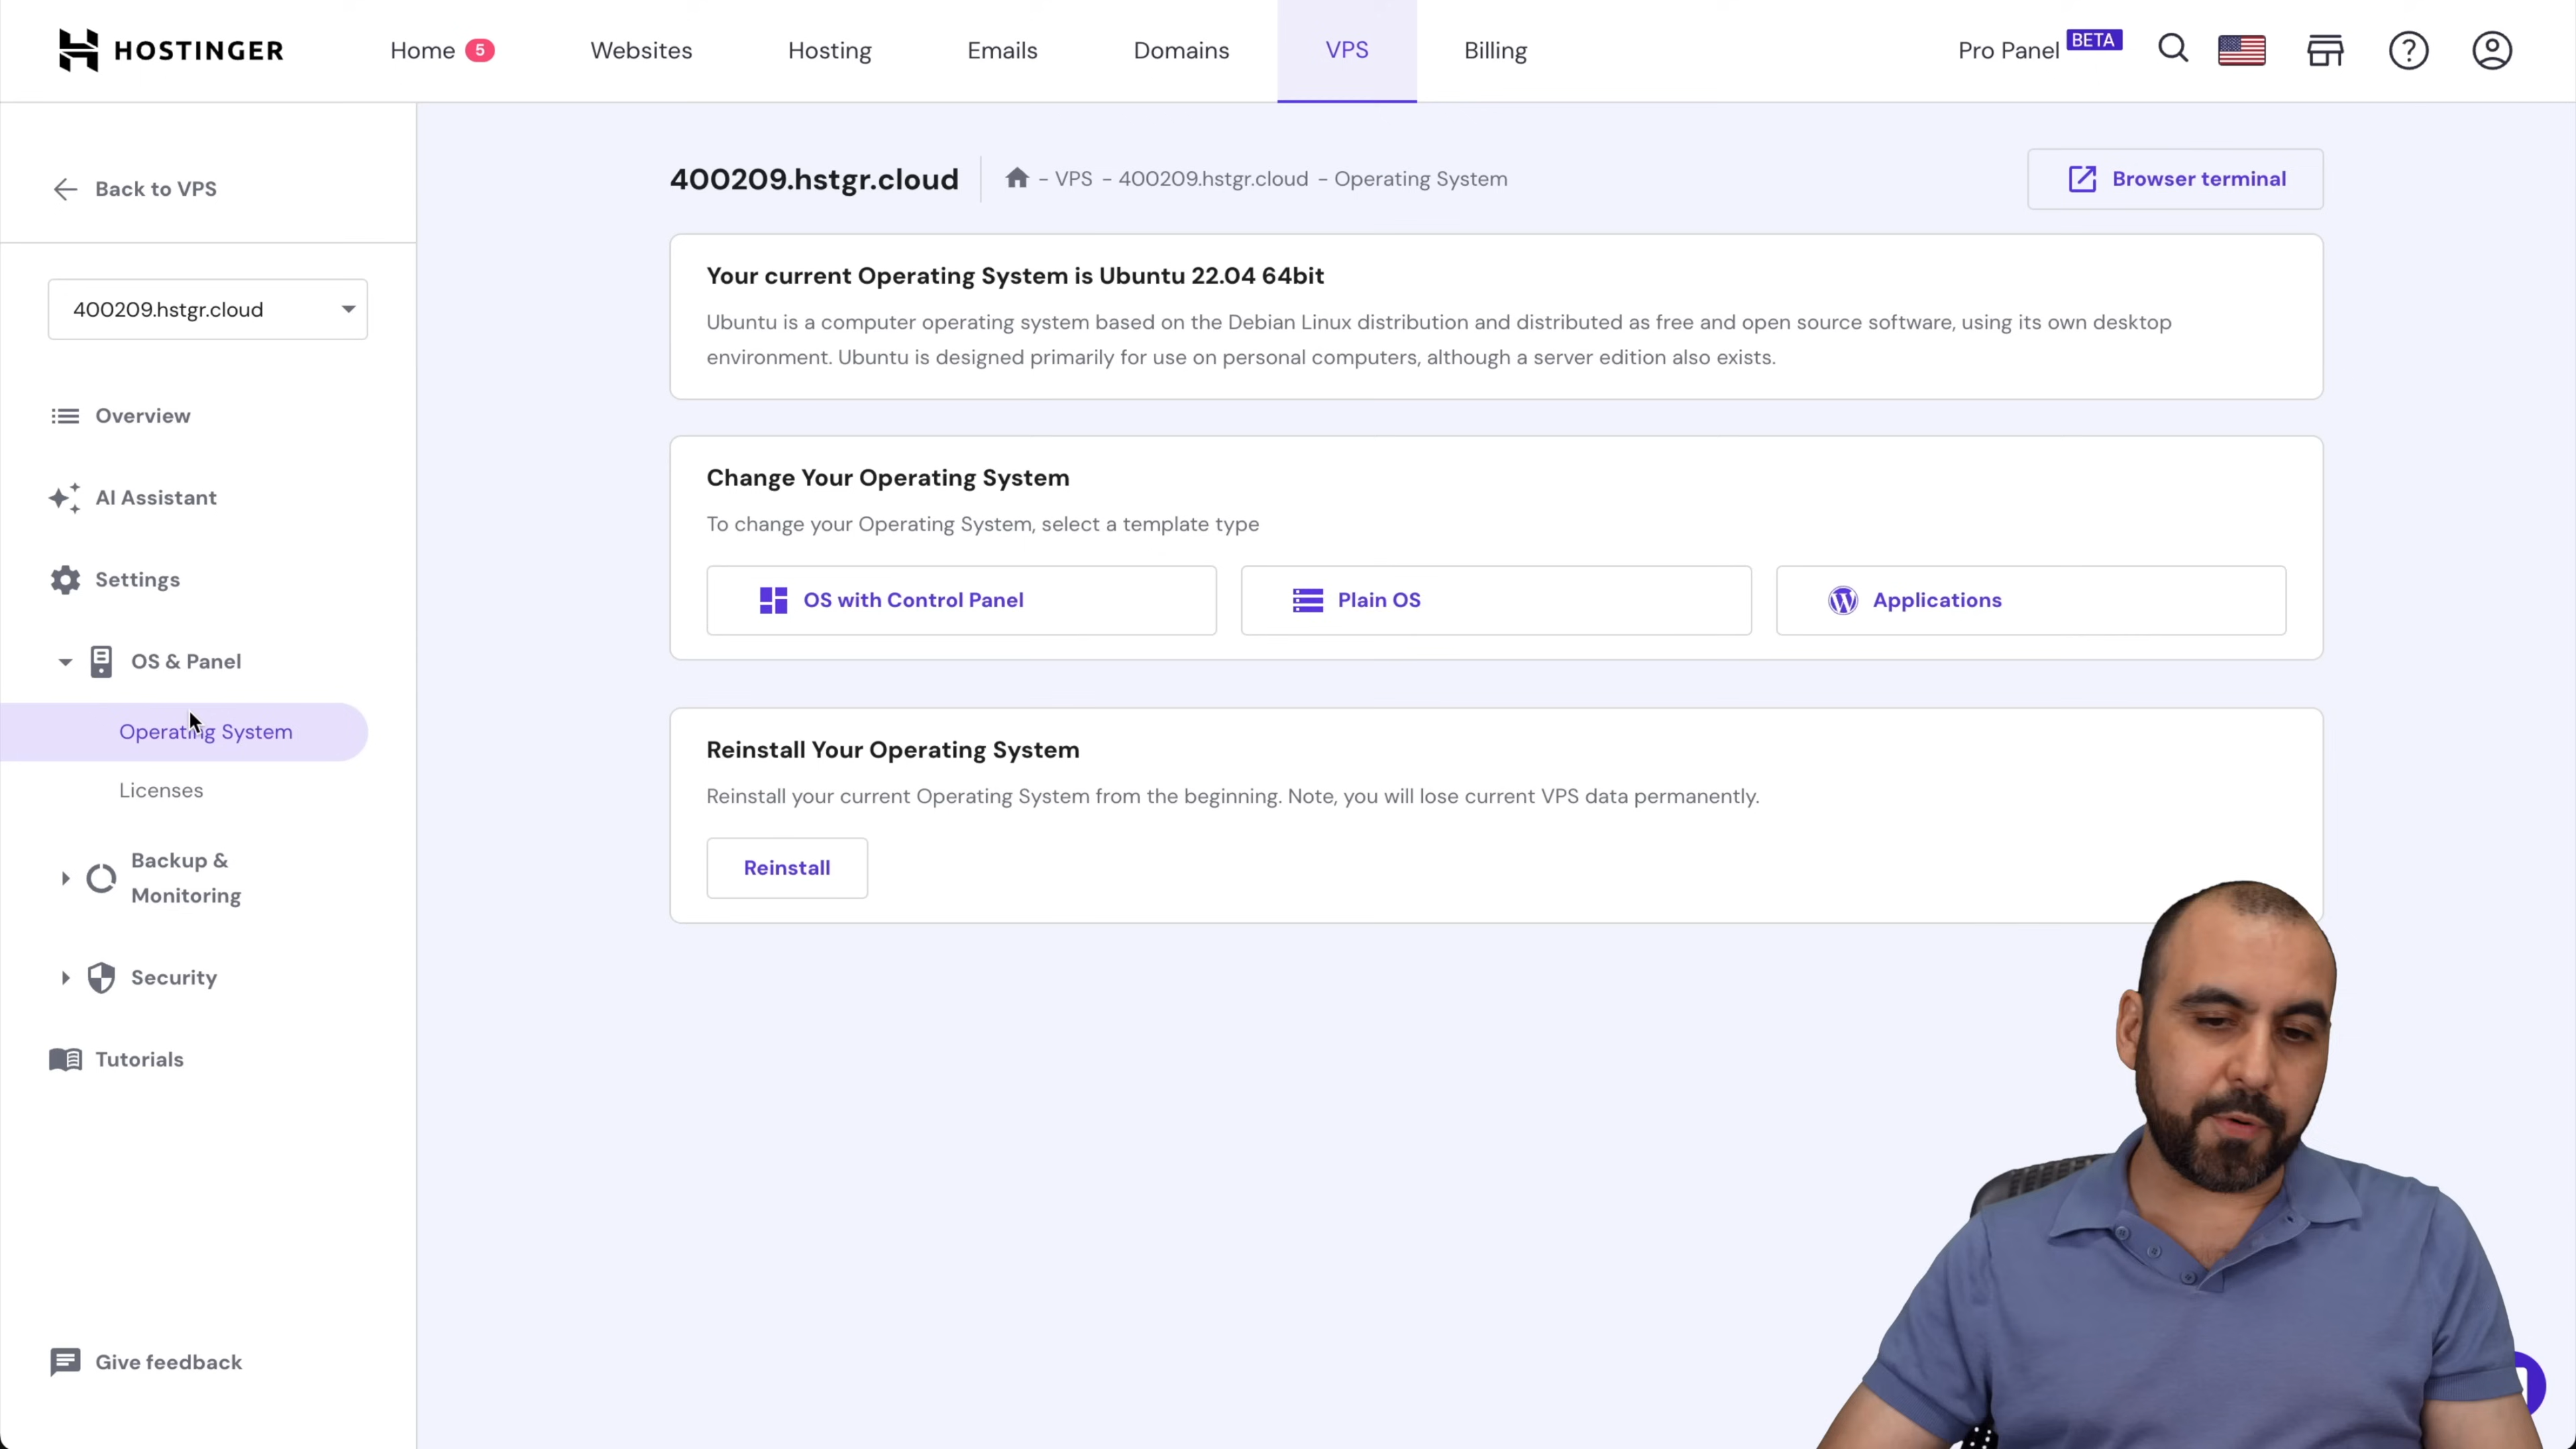 HOSTINGER
Home 5
Websites
Hosting
Emails
Domains
VPS
Billing
Pro Panel BETA
Back to VPS
400209.hstgr.cloud
Overview
AI Assistant
Settings
OS & Panel
Operating System
Licenses
Backup &
Monitoring
Security
Tutorials
Give feedback
400209.hstgr.cloud
- VPS - 400209.hstgr.cloud - Operating System
Browser terminal
Your current Operating System is Ubuntu 22.04 64bit
Ubuntu is a computer operating system based on the Debian Linux distribution and distributed as free and open source software, using its own desktop
environment. Ubuntu is designed primarily for use on personal computers, although a server edition also exists.
Change Your Operating System
To change your Operating System, select a template type
OS with Control Panel
Plain OS
Applications
Reinstall Your Operating System
Reinstall your current Operating System from the beginning. Note, you will lose current VPS data permanently.
Reinstall